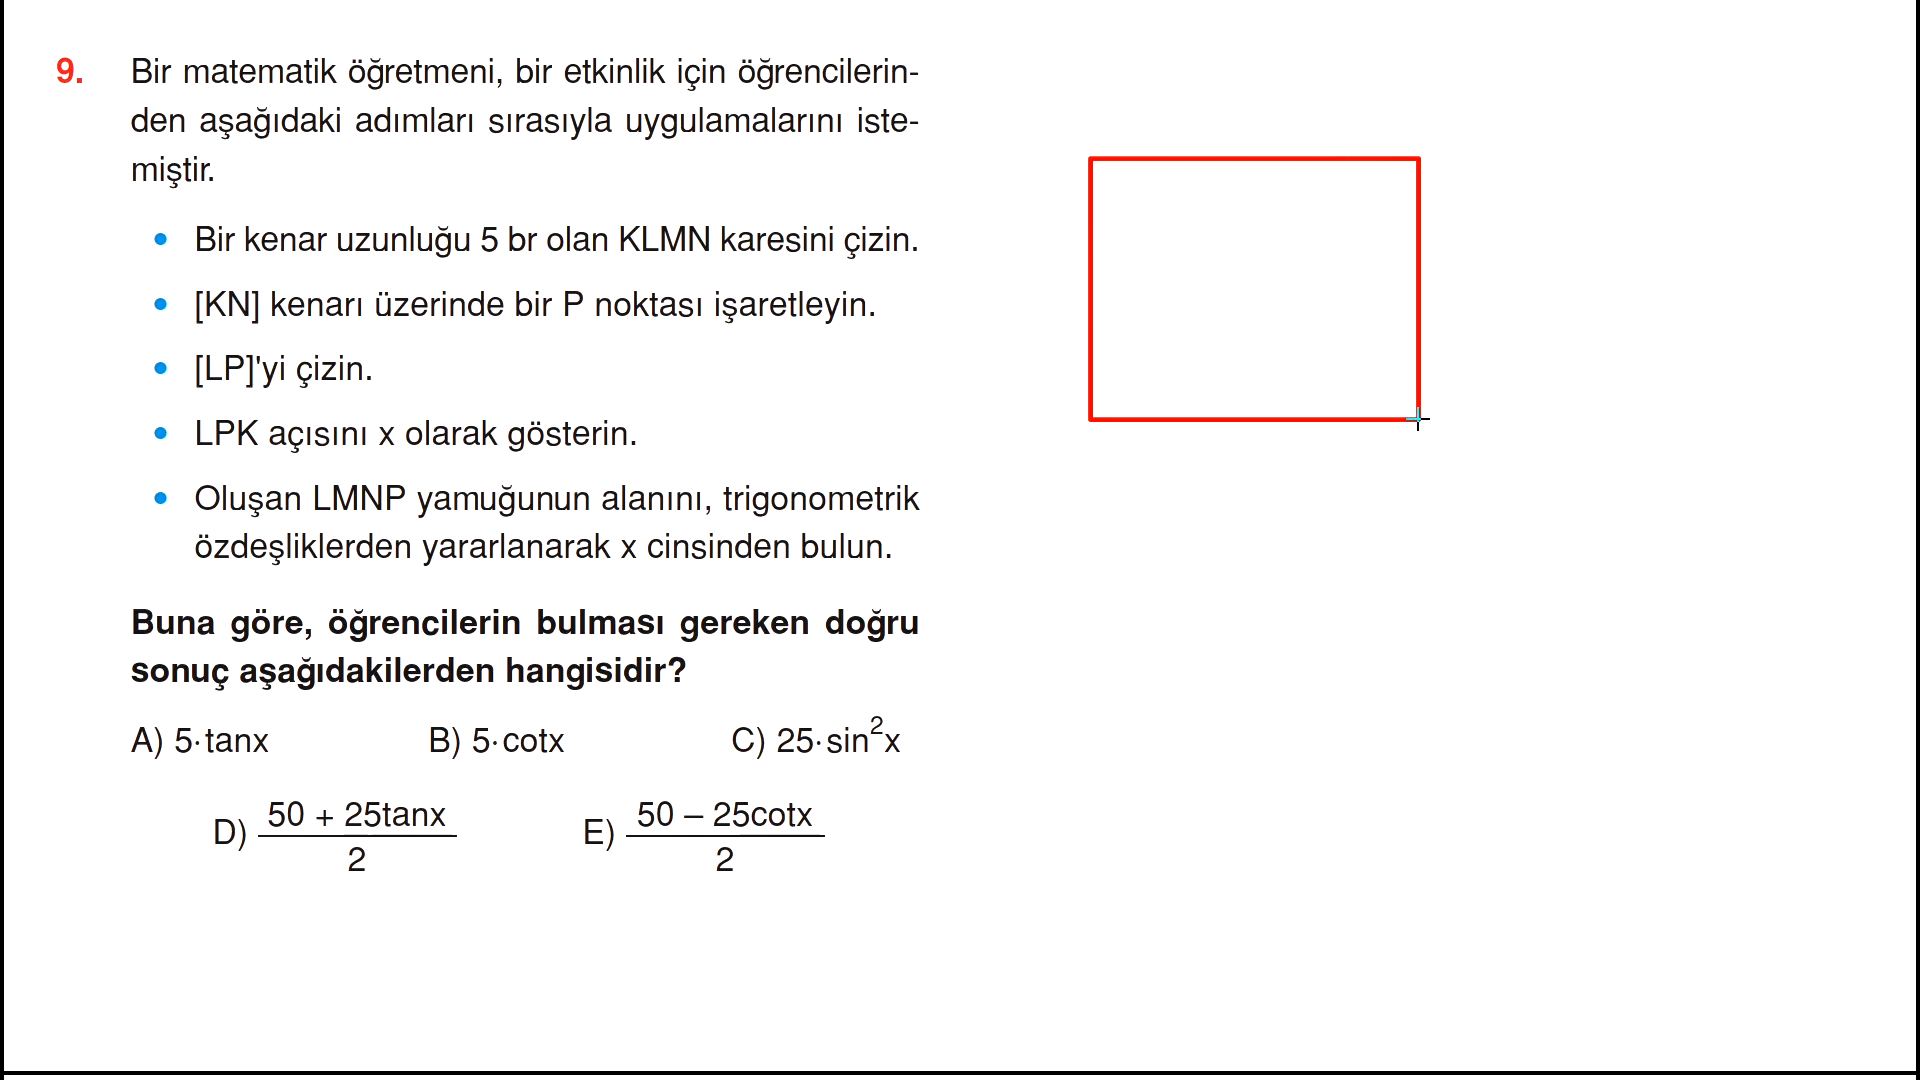 9. Bir matematik öğretmeni, bir etkinlik için öğrencilerin-
den aşağıdaki adımları sırasıyla uygulamalarını iste-
miştir.
• Bir kenar uzunluğu 5 br olan KLMN karesini çizin.
• [KN] kenarı üzerinde bir P noktası işaretleyin.
• [LP]'yi çizin.
• LPK açısını x olarak gösterin.
• Oluşan LMNP yamuğunun alanını, trigonometrik
özdeşliklerden yararlanarak x cinsinden bulun.
Buna göre, öğrencilerin bulması gereken doğru
sonuç aşağıdakilerden hangisidir?
A) 5·tanx B) 5·cotx C) 25·sin²x
D) (50 + 25tanx)/2 E) (50 – 25cotx)/2